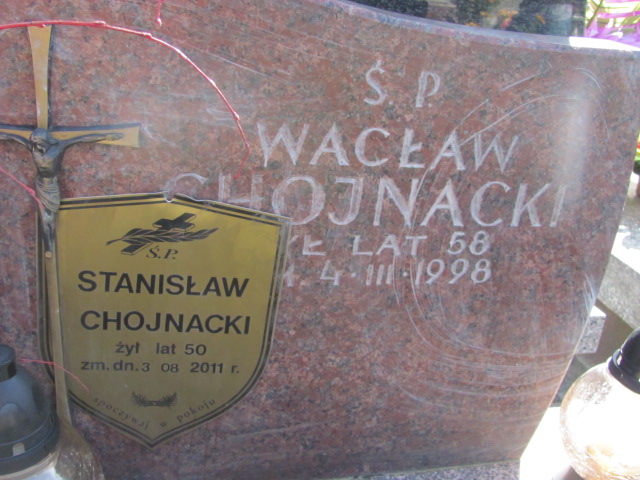 Ś. P.
WACŁAW
CHOJNACKI
ŻYŁ LAT 58
4-III-1998
Ś.P.
STANISŁAW
CHOJNACKI
żył lat 50
zm. dn. 3 08 2011 r.
spoczywaj w pokoju